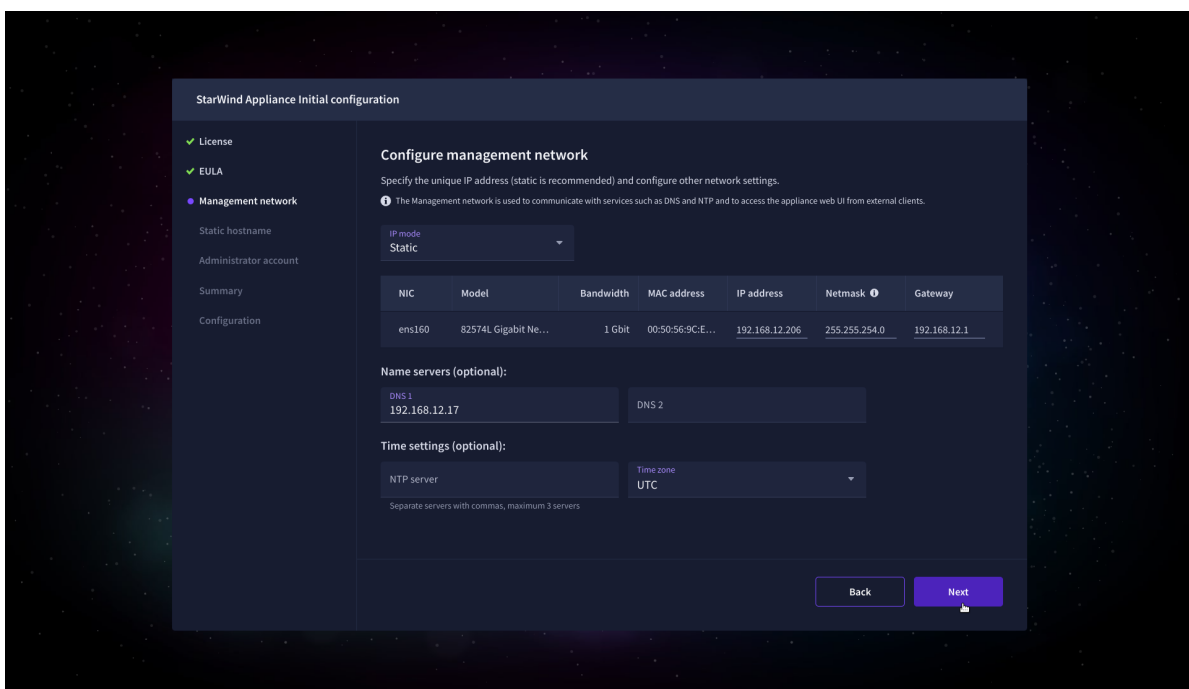 StarWind Appliance Initial configuration
License
EULA
Management network
Static hostname
Administrator account
Summary
Configuration
Configure management network
Specify the unique IP address (static is recommended) and configure other network settings.
The Management network is used to communicate with services such as DNS and NTP and to access the appliance web UI from external clients.
IP mode
Static
NIC Model Bandwidth MAC address IP address Netmask Gateway
ens160 82574L Gigabit Ne... 1 Gbit 00:50:56:9C:E... 192.168.12.206 255.255.254.0 192.168.12.1
Name servers (optional):
DNS 1
192.168.12.17
DNS 2
Time settings (optional):
NTP server
Time zone
UTC
Separate servers with commas, maximum 3 servers
Back Next